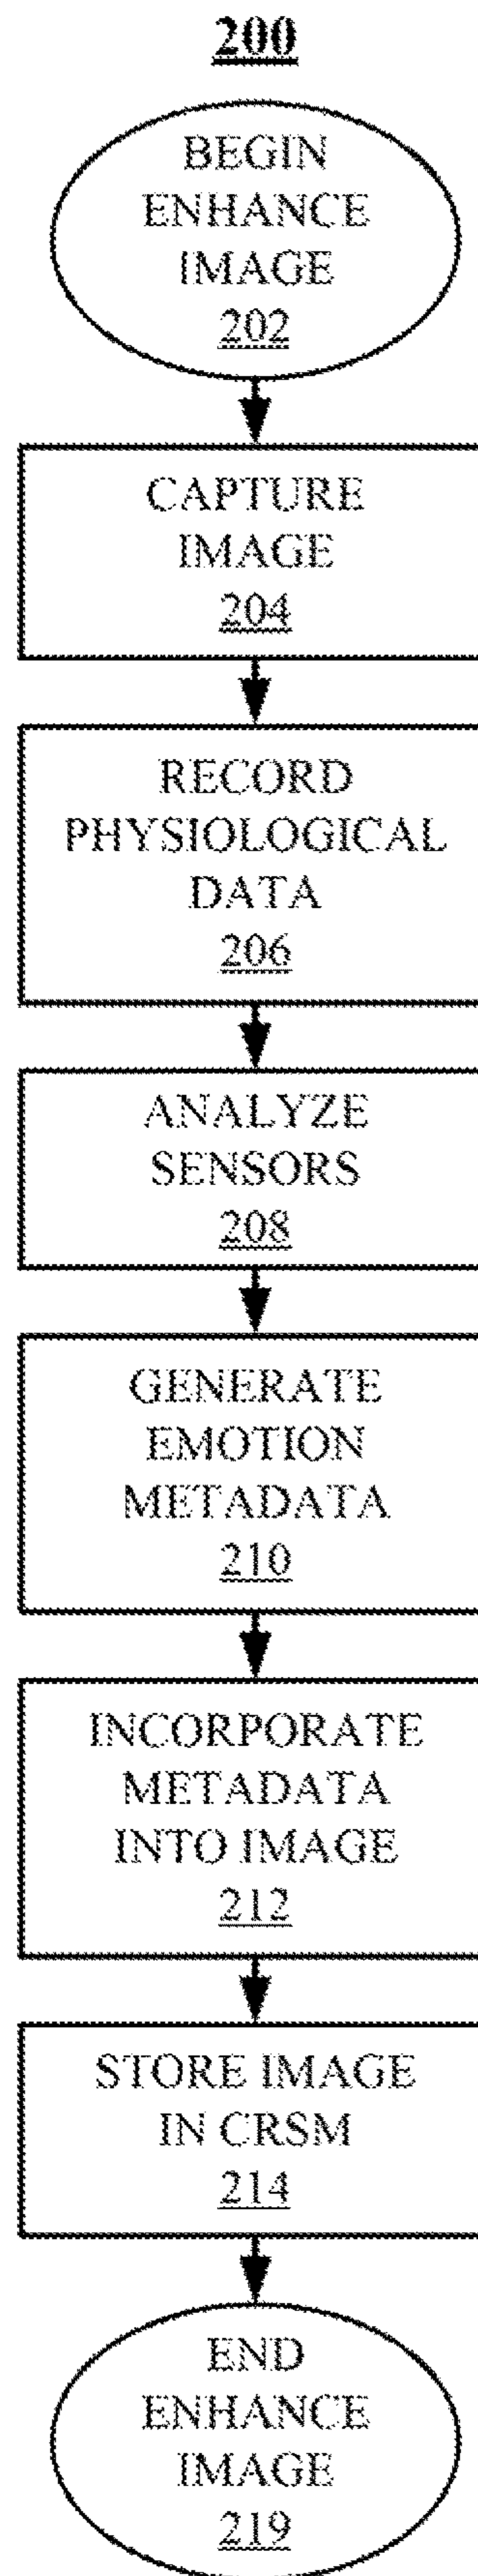 200
BEGIN
ENHANCE
IMAGE
202
CAPTURE
IMAGE
204
RECORD
PHYSIOLOGICAL
DATA
206
ANALYZE
SENSORS
208
GENERATE
EMOTION
METADATA
210
INCORPORATE
METADATA
INTO IMAGE
212
STORE IMAGE
IN CRSM
214
END
ENHANCE
IMAGE
219